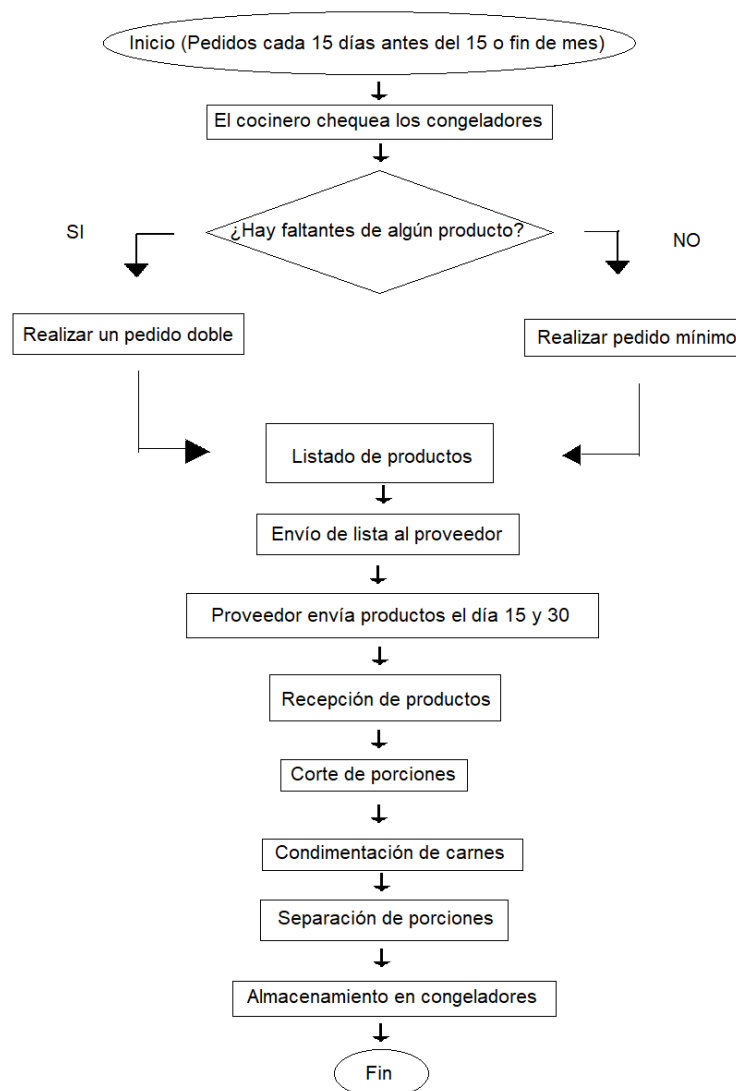 Inicio (Pedidos cada 15 días antes del 15 o fin de mes)
El cocinero chequea los congeladores
¿Hay faltantes de algún producto?
SI
NO
Realizar un pedido doble
Realizar pedido mínimo
Listado de productos
Envío de lista al proveedor
Proveedor envía productos el día 15 y 30
Recepción de productos
Corte de porciones
Condimentación de carnes
Separación de porciones
Almacenamiento en congeladores
Fin